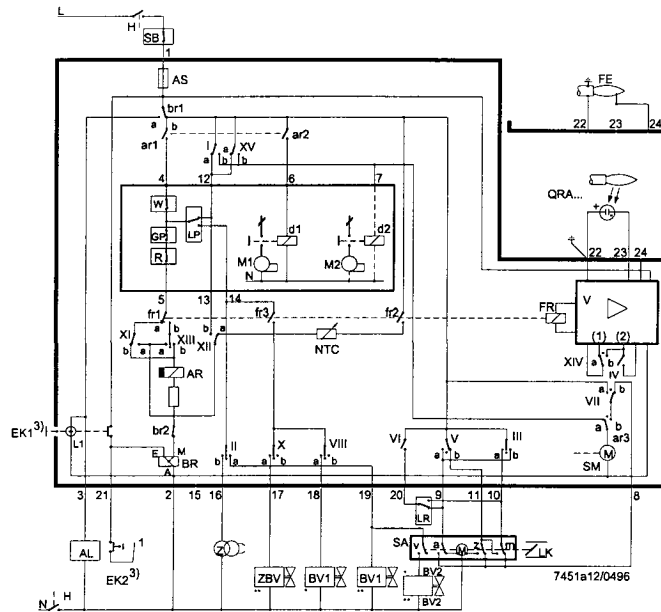 L
H
SB
1
AS
FE
br1
a b
ar1
ar2
I
a b
XV
a b
22 23 24
4 12 6 7
QRA...
W
LP
GP
R
d1
d2
M1
M2
N
22 23 24
V
FR
(1) (2)
5 13 14
fr1
fr3
fr2
a b
XI
b a
XIII
a b
XII
a b
NTC
XIV
a b
IV
VII
a b
AR
ar3
a b
EK1 3)
L1
br2
E M
BR
A
II
a b
X
a b
VIII
a b
VI
V
a b
III
a b
SM
M
3 21 2 15 16 17 18 19 20 9 11 10 8
LR
AL
EK2 3)
1
Z
ZBV
BV1
BV1
SA
v a M z m
LK
BV2
BV2
N H
7451a12/0496